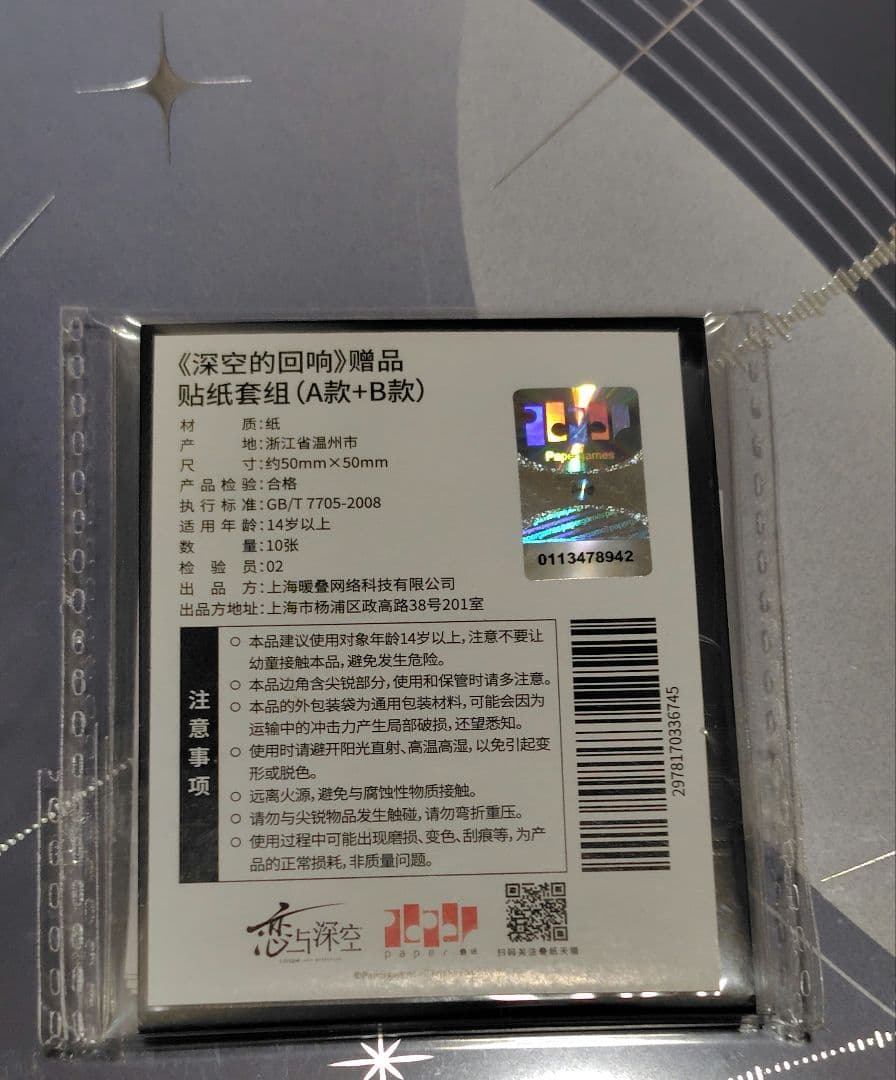 《深空的回响》赠品
贴纸套组（A款+B款）
材质：纸
产地：浙江省温州市
尺寸：约50mm×50mm
产品检验：合格
执行标准：GB/T 7705-2008
适用年龄：14岁以上
数量：10张
检验员：02
出品方：上海暖叠网络科技有限公司
出品方地址：上海市杨浦区政高路38号201室
Papergames
0113478942
注意事项
○ 本品建议使用对象年龄14岁以上，注意不要让
幼童接触本品，避免发生危险。
○ 本品边角含尖锐部分，使用和保管时请多注意。
○ 本品的外包装袋为通用包装材料，可能会因为
运输中的冲击力产生局部破损，还望悉知。
○ 使用时请避开阳光直射、高温高湿，以免引起变
形或脱色。
○ 远离火源，避免与腐蚀性物质接触。
○ 请勿与尖锐物品发生触碰，请勿弯折重压。
○ 使用过程中可能出现磨损、变色、刮痕等，为产
品的正常损耗，非质量问题。
2978170336745
恋与深空
paper 叠纸
扫码关注叠纸天猫
©Papergames